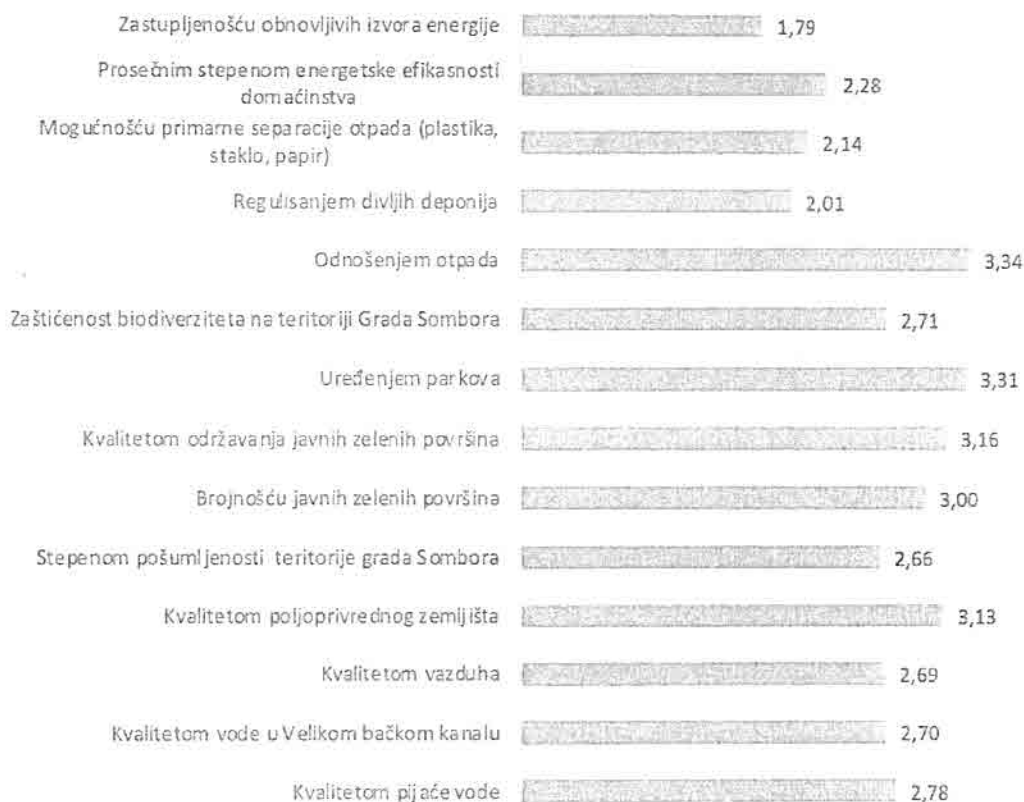 Zastupljenošću obnovljivih izvora energije 1,79
Prosečnim stepenom energetske efikasnosti
domaćinstva 2,28
Mogućnošću primarne separacije otpada (plastika,
staklo, papir) 2,14
Regulisanjem divljih deponija 2,01
Odnošenjem otpada 3,34
Zaštićenost biodiverziteta na teritoriji Grada Sombora 2,71
Uređenjem parkova 3,31
Kvalitetom održavanja javnih zelenih površina 3,16
Brojnošću javnih zelenih površina 3,00
Stepenom pošumljenosti teritorije grada Sombora 2,66
Kvalitetom poljoprivrednog zemijišta 3,13
Kvalitetom vazduha 2,69
Kvalitetom vode u Velikom bačkom kanalu 2,70
Kvalitetom pijaće vode 2,78